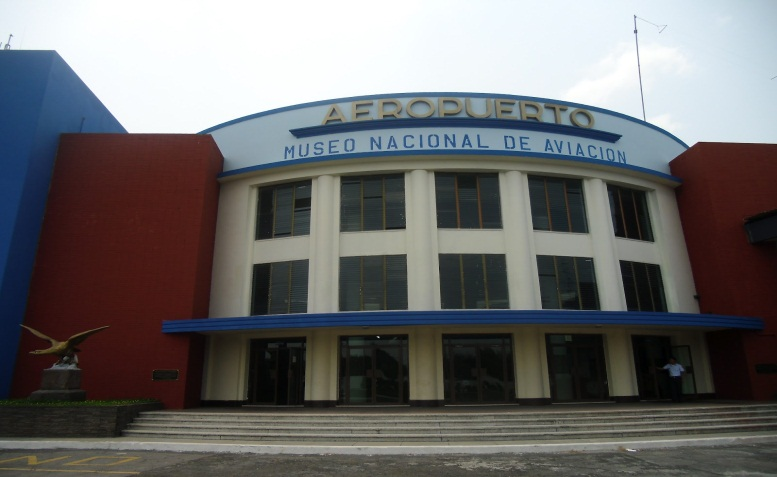 AEROPUERTO
MUSEO NACIONAL DE AVIACION